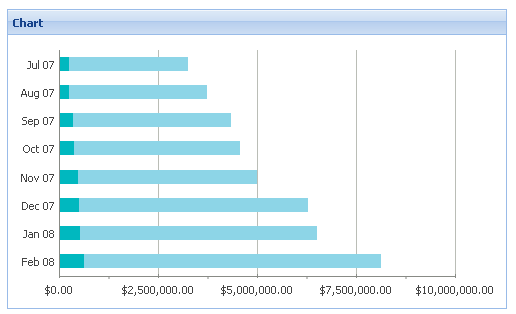 Chart
Jul 07
Aug 07
Sep 07
Oct 07
Nov 07
Dec 07
Jan 08
Feb 08
$0.00 $2,500,000.00 $5,000,000.00 $7,500,000.00 $10,000,000.00